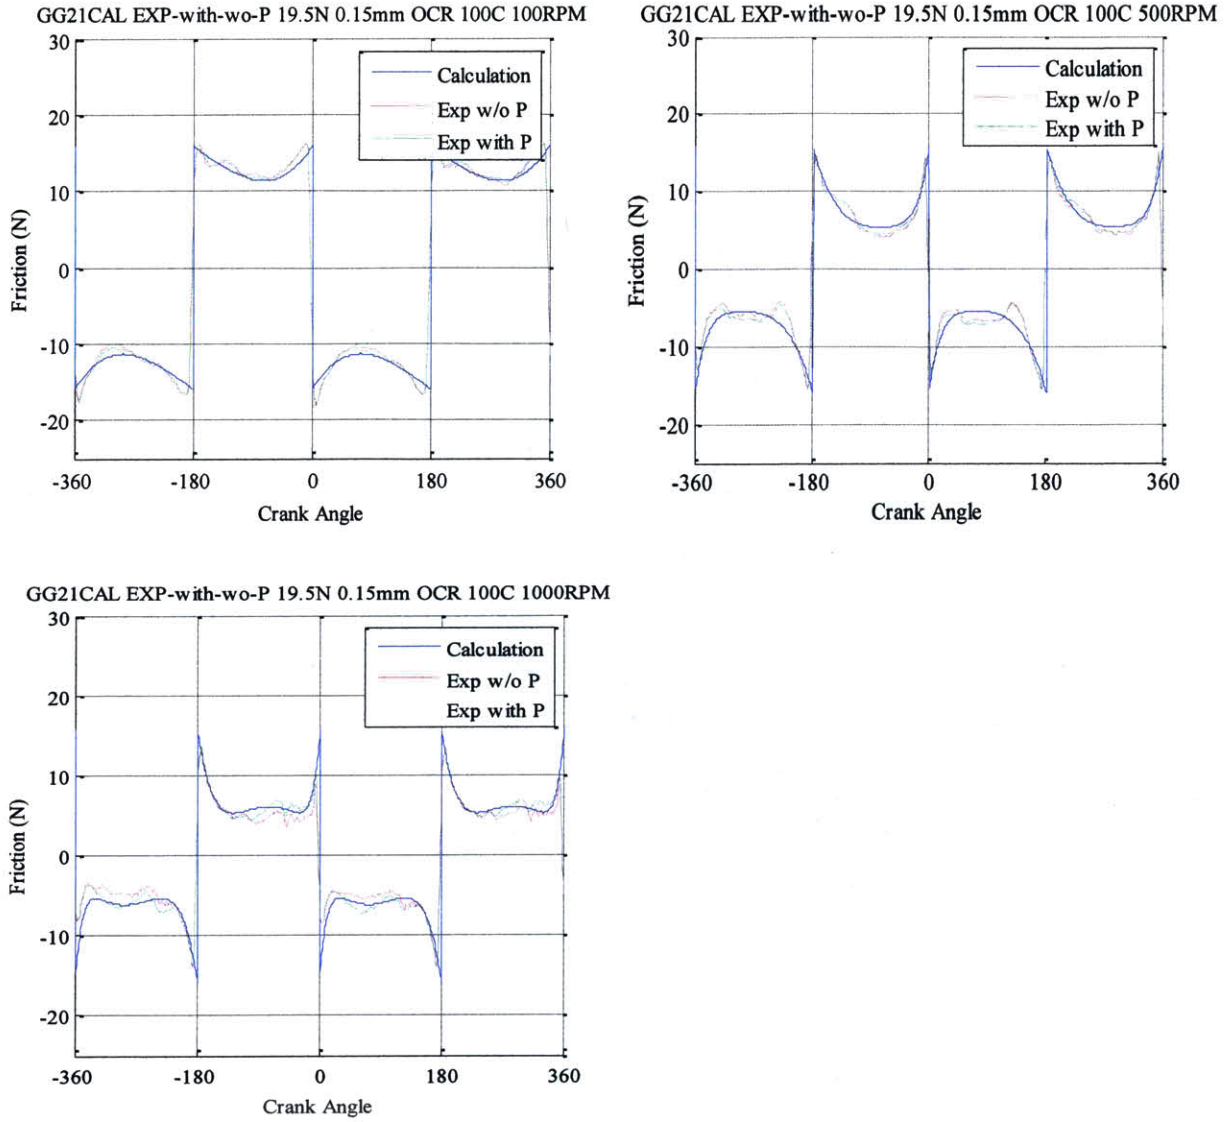 GG21CAL EXP-with-wo-P 19.5N 0.15mm OCR 100C 100RPM
30
20
10
0
-10
-20
Friction (N)
Calculation
Exp w/o P
Exp with P
-360
-180
0
180
360
Crank Angle
GG21CAL EXP-with-wo-P 19.5N 0.15mm OCR 100C 500RPM
30
20
10
0
-10
-20
Friction (N)
Calculation
Exp w/o P
Exp with P
-360
-180
0
180
360
Crank Angle
GG21CAL EXP-with-wo-P 19.5N 0.15mm OCR 100C 1000RPM
30
20
10
0
-10
-20
Friction (N)
Calculation
Exp w/o P
Exp with P
-360
-180
0
180
360
Crank Angle